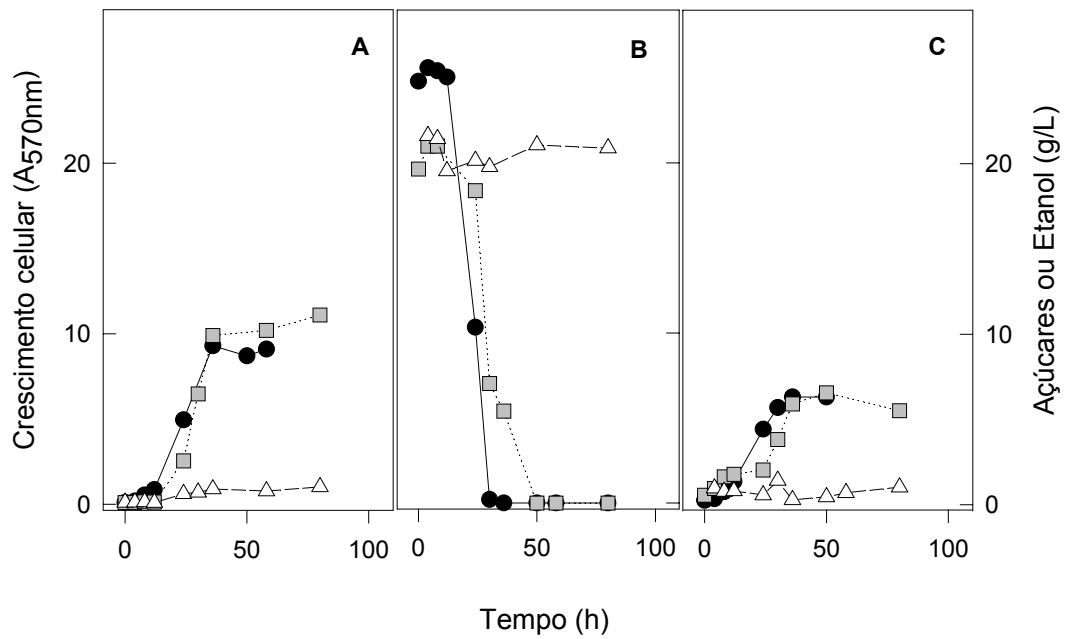 A
B
C
Crescimento celular (A570nm)
20
10
0
20
10
0
Açúcares ou Etanol (g/L)
0 50 100
0 50 100
0 50 100
Tempo (h)